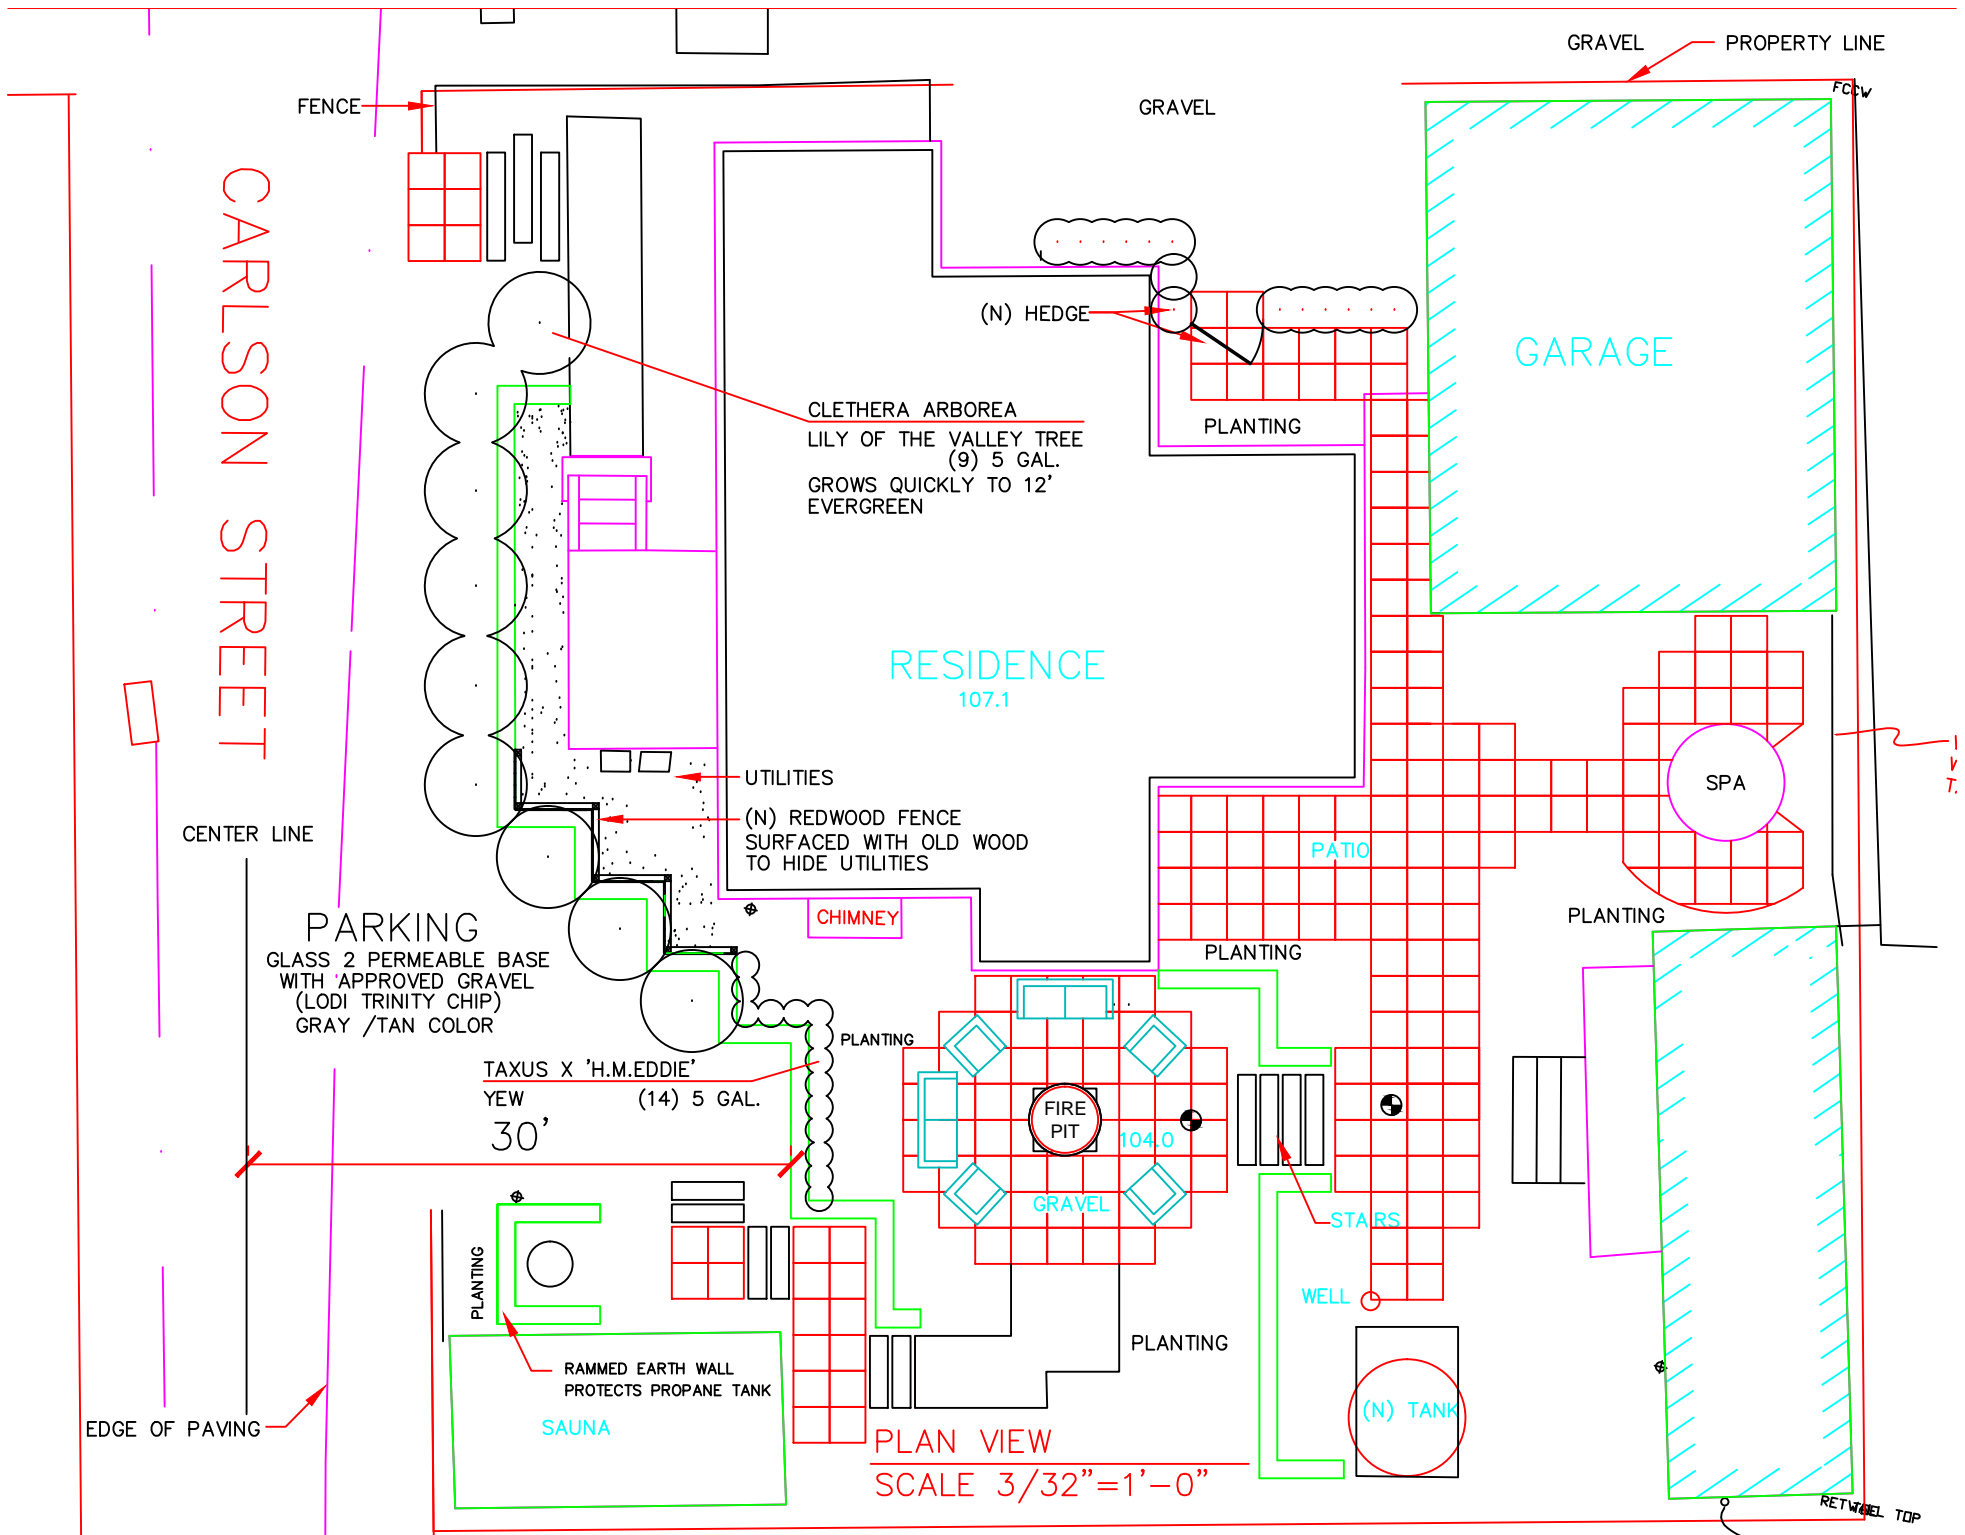 GRAVEL
PROPERTY LINE
FENCE
GRAVEL
FCCW
CARLSON STREET
(N) HEDGE
GARAGE
CLETHERA ARBOREA
LILY OF THE VALLEY TREE
(9) 5 GAL.
GROWS QUICKLY TO 12'
EVERGREEN
PLANTING
RESIDENCE
107.1
UTILITIES
SPA
(N) REDWOOD FENCE
SURFACED WITH OLD WOOD
TO HIDE UTILITIES
CENTER LINE
PATIO
CHIMNEY
PLANTING
PARKING
GLASS 2 PERMEABLE BASE
WITH APPROVED GRAVEL
(LODI TRINITY CHIP)
GRAY /TAN COLOR
PLANTING
PLANTING
TAXUS X 'H.M.EDDIE'
YEW (14) 5 GAL.
30'
FIRE
PIT
104.0
GRAVEL
STAIRS
PLANTING
WELL
PLANTING
RAMMED EARTH WALL
PROTECTS PROPANE TANK
EDGE OF PAVING
SAUNA
(N) TANK
PLAN VIEW
SCALE 3/32"=1'-0"
TOP